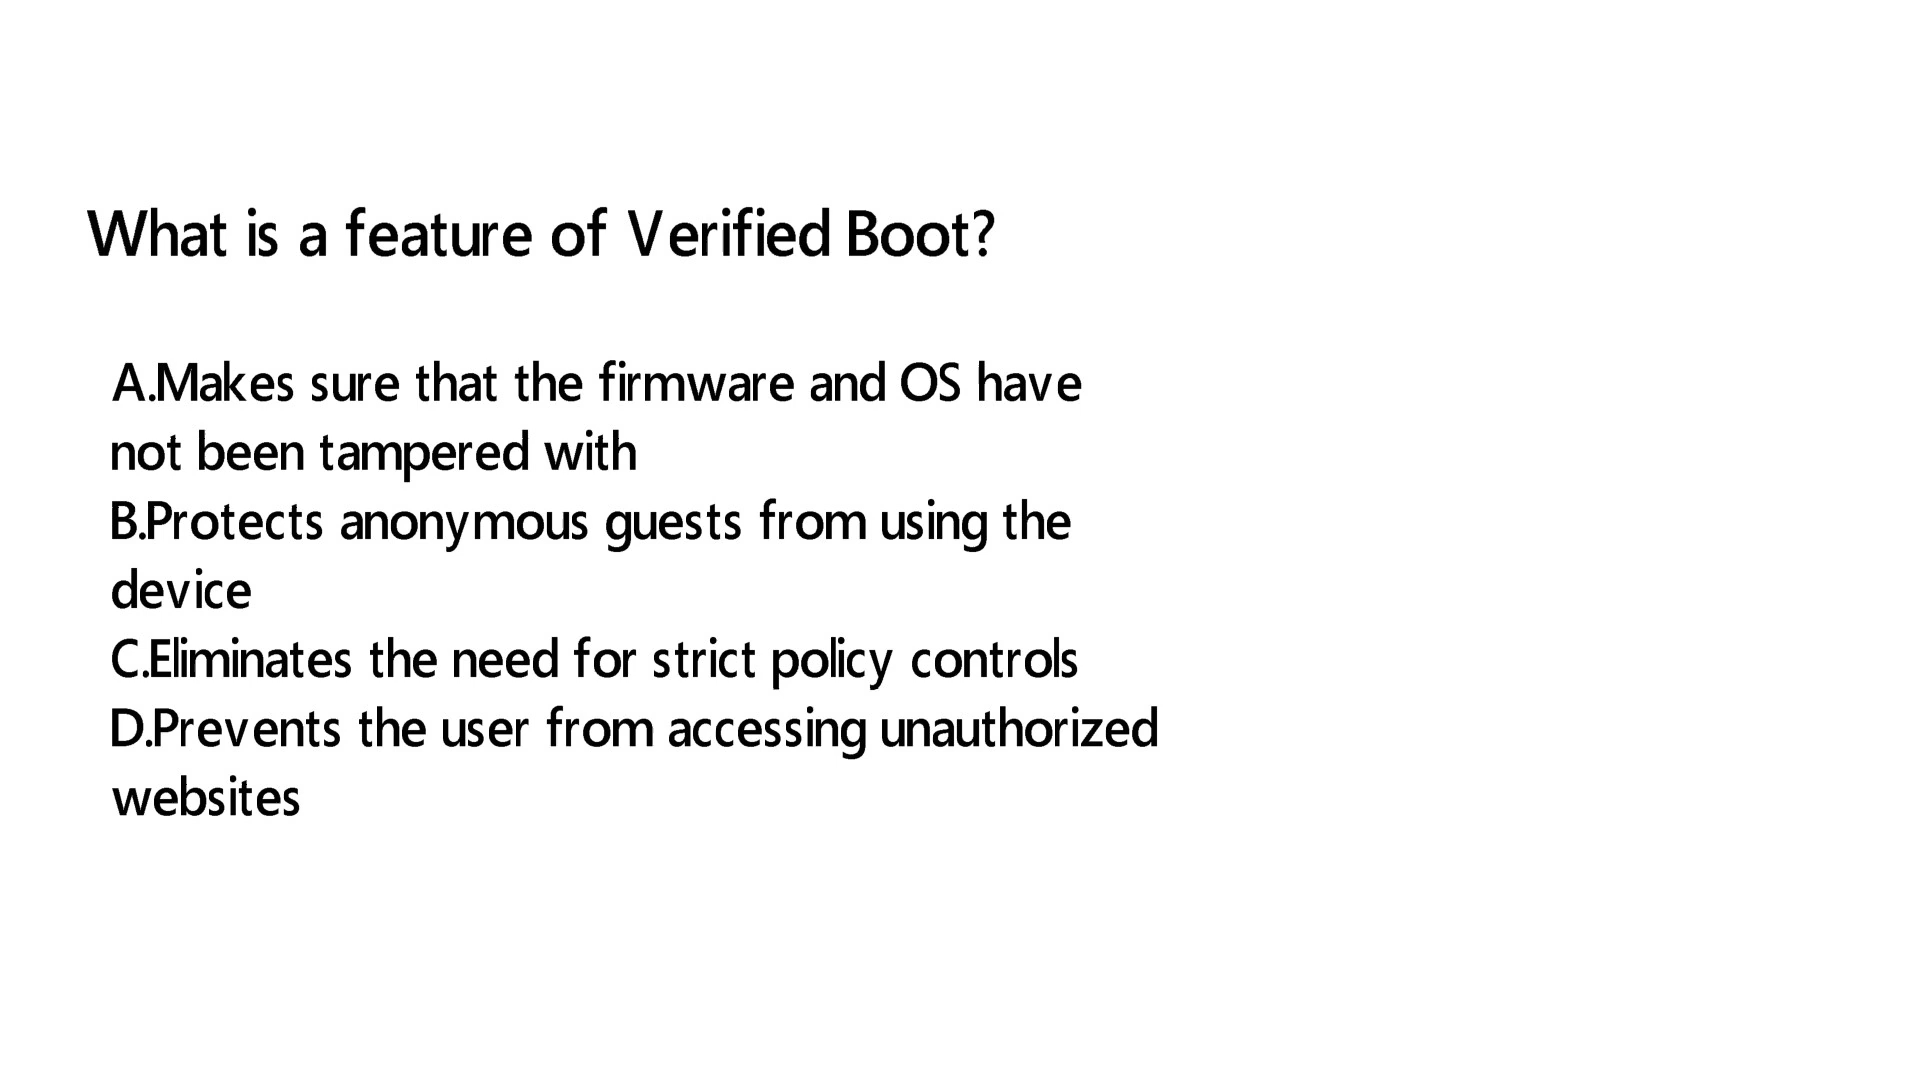 What is a feature of Verified Boot?
A.Makes sure that the firmware and OS have
not been tampered with
B.Protects anonymous guests from using the
device
C.Eliminates the need for strict policy controls
D.Prevents the user from accessing unauthorized
websites